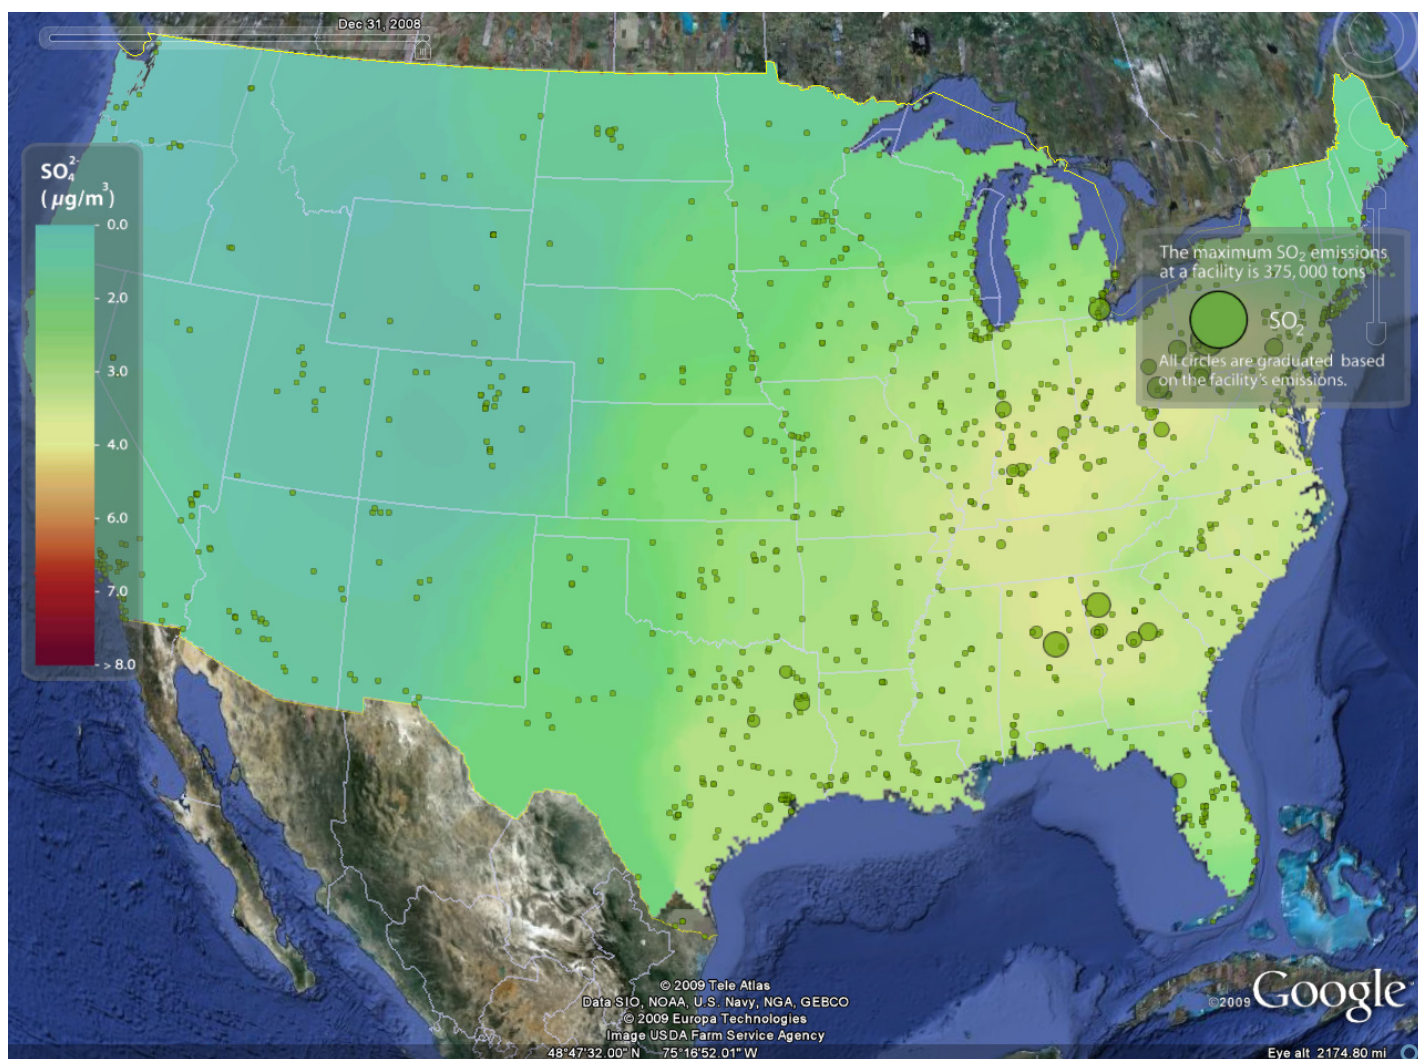 Dec 31, 2008
SO₄²⁻
(µg/m³)
0.0
2.0
3.0
4.0
6.0
7.0
> 8.0
The maximum SO₂ emissions
at a facility is 375,000 tons
SO₂
All circles are graduated based
on the facility's emissions.
© 2009 Tele Atlas
Data SIO, NOAA, U.S. Navy, NGA, GEBCO
© 2009 Europa Technologies
Image USDA Farm Service Agency
©2009 Google
48°47'32.00" N 75°16'52.01" W
Eye alt 2174.80 mi